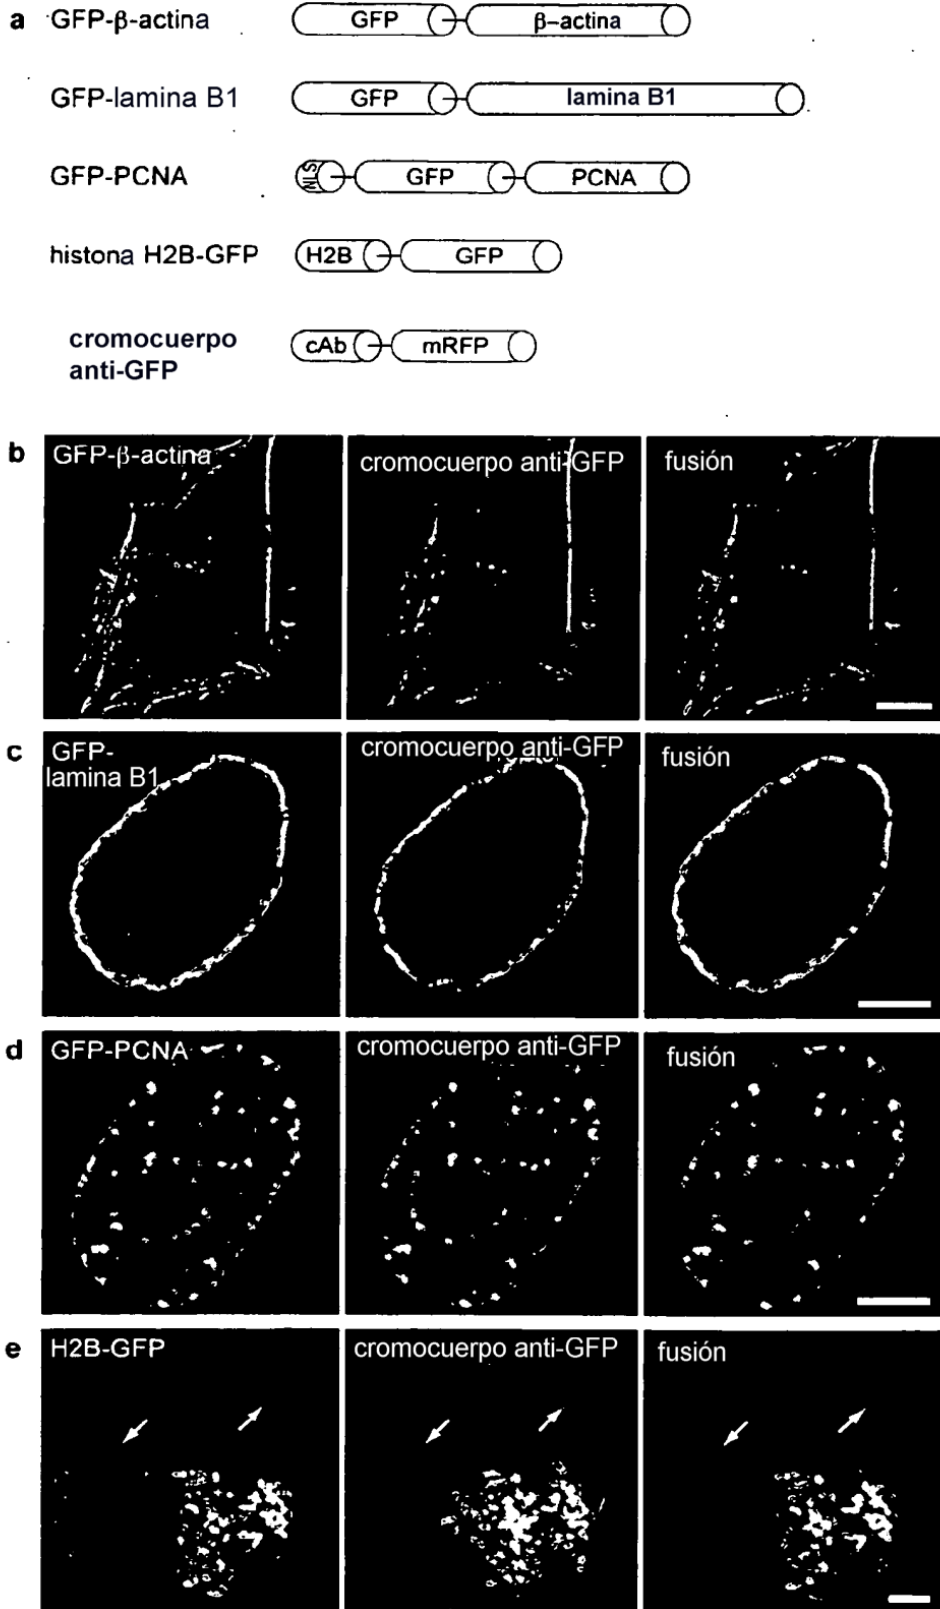 a GFP-β-actina GFP β-actina
GFP-lamina B1 GFP lamina B1
GFP-PCNA NLS GFP PCNA
histona H2B-GFP H2B GFP
cromocuerpo
anti-GFP
cAb mRFP
b GFP-β-actina cromocuerpo anti-GFP fusión
c GFP-
lamina B1
cromocuerpo anti-GFP fusión
d GFP-PCNA cromocuerpo anti-GFP fusión
e H2B-GFP cromocuerpo anti-GFP fusión